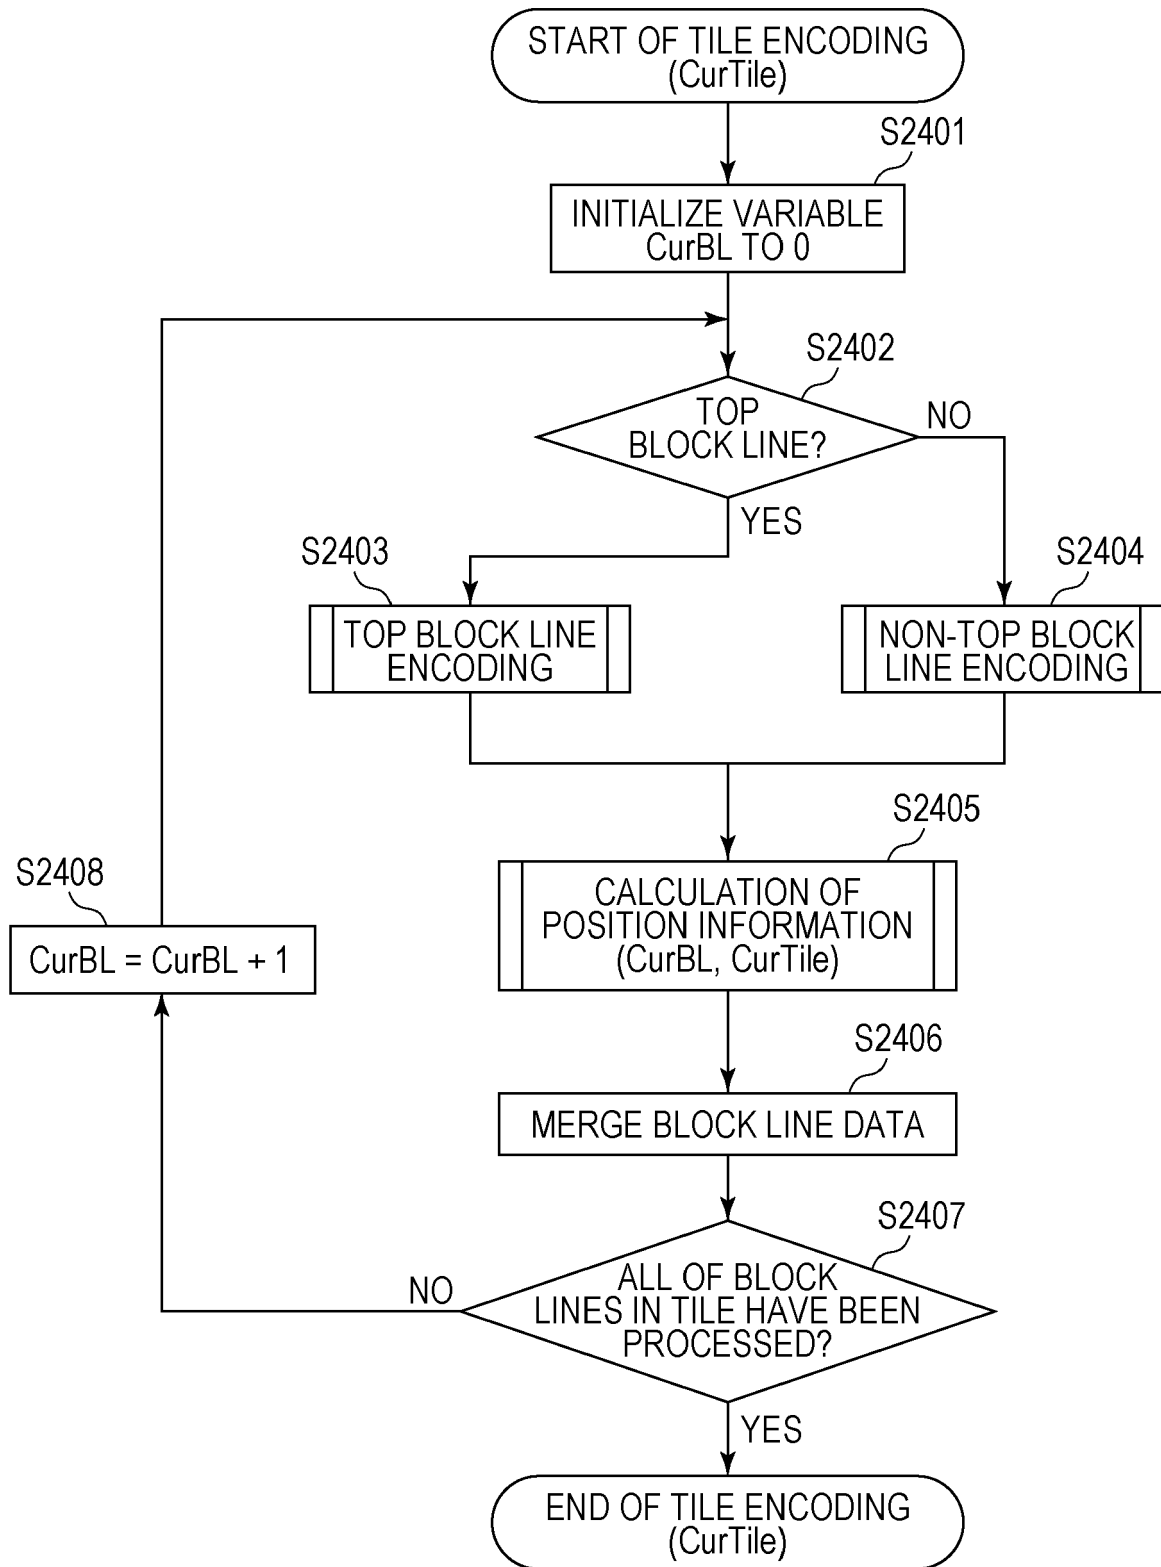 START OF TILE ENCODING
(CurTile)
S2401
INITIALIZE VARIABLE
CurBL TO 0
S2402
TOP
BLOCK LINE?
NO
YES
S2403
TOP BLOCK LINE
ENCODING
S2404
NON-TOP BLOCK
LINE ENCODING
S2405
CALCULATION OF
POSITION INFORMATION
(CurBL, CurTile)
S2408
CurBL = CurBL + 1
S2406
MERGE BLOCK LINE DATA
S2407
ALL OF BLOCK
LINES IN TILE HAVE BEEN
PROCESSED?
NO
YES
END OF TILE ENCODING
(CurTile)